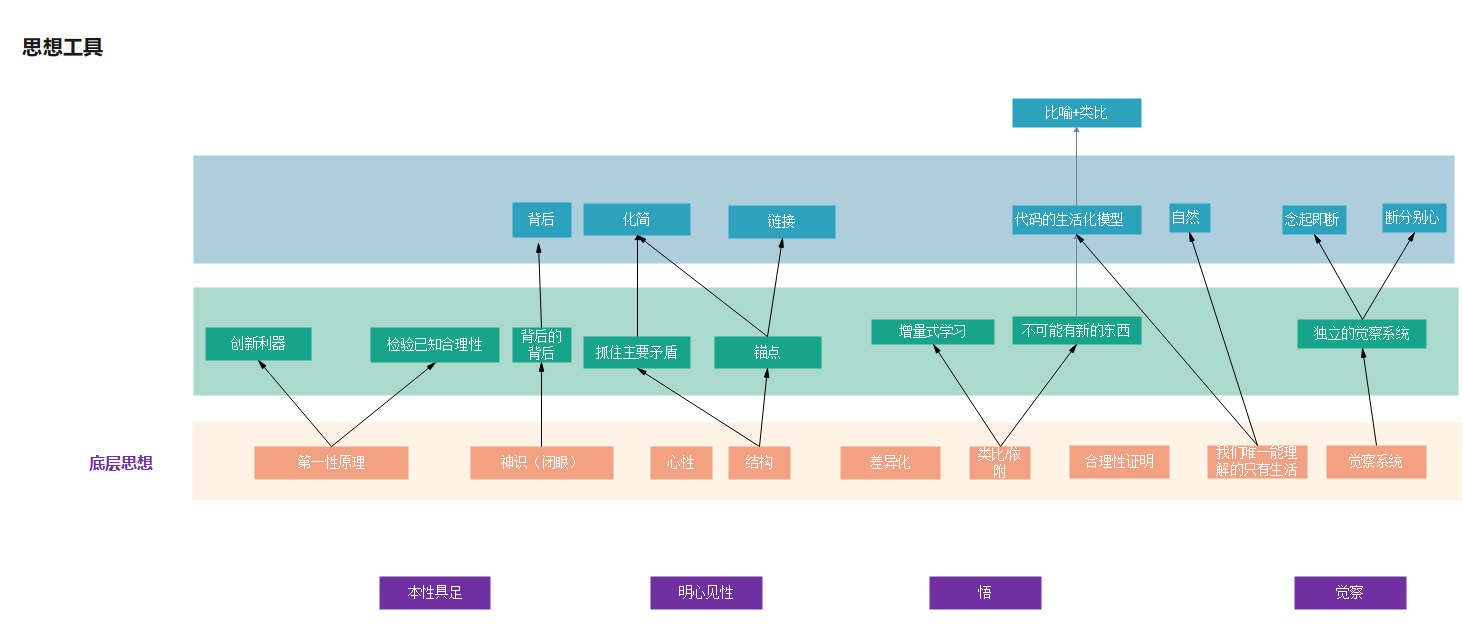 思想工具
比喻+类比
背后
化简
链接
代码的生活化模型
自然
念起即断
断分别心
创新利器
检验已知合理性
背后的
背后
抓住主要矛盾
锚点
增量式学习
不可能有新的东西
独立的觉察系统
底层思想
第一性原理
神识（闭眼）
心性
结构
差异化
类比/依
附
合理性证明
我们唯一能理
解的只有生活
觉察系统
本性具足
明心见性
悟
觉察